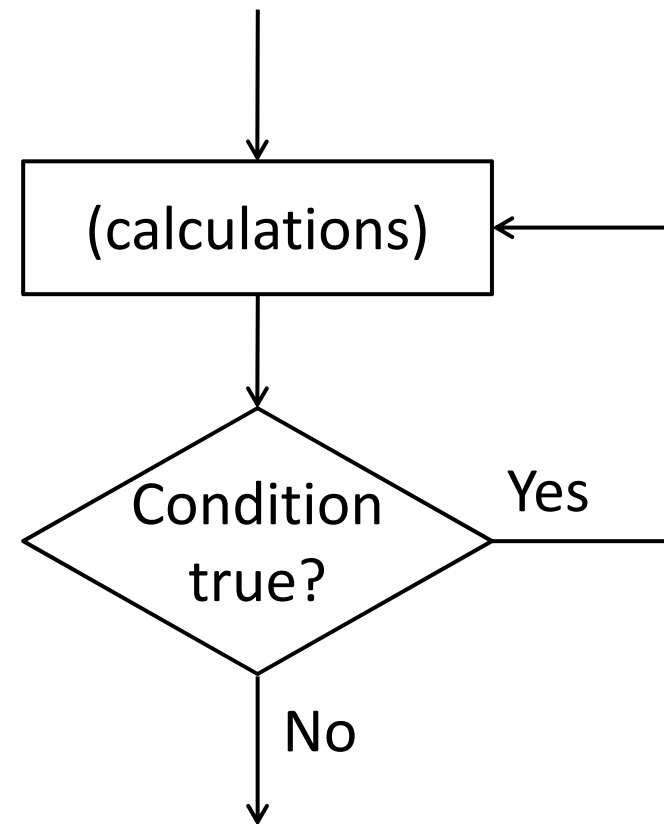 (calculations)
Condition
true?
Yes
No